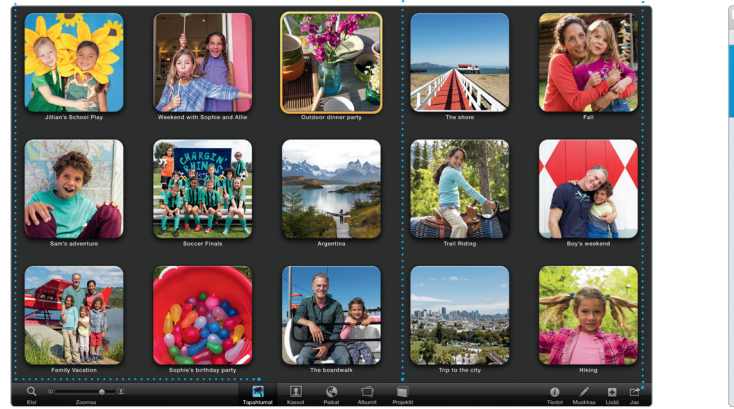 Jillian's School Play
Weekend with Sophie and Allie
Outdoor dinner party
The shore
Fall
CHARGIN'
Sam's adventure
Soccer Finals
Argentina
Trail Riding
Boy's weekend
Family Vacation
Sophie's birthday party
The boardwalk
Trip to the city
Hiking
Etsi
Zoomaa
Tapahtumat
Kasvot
Paikat
Albumit
Projektit
Tiedot
Muokkaa
Lisää
Jaa